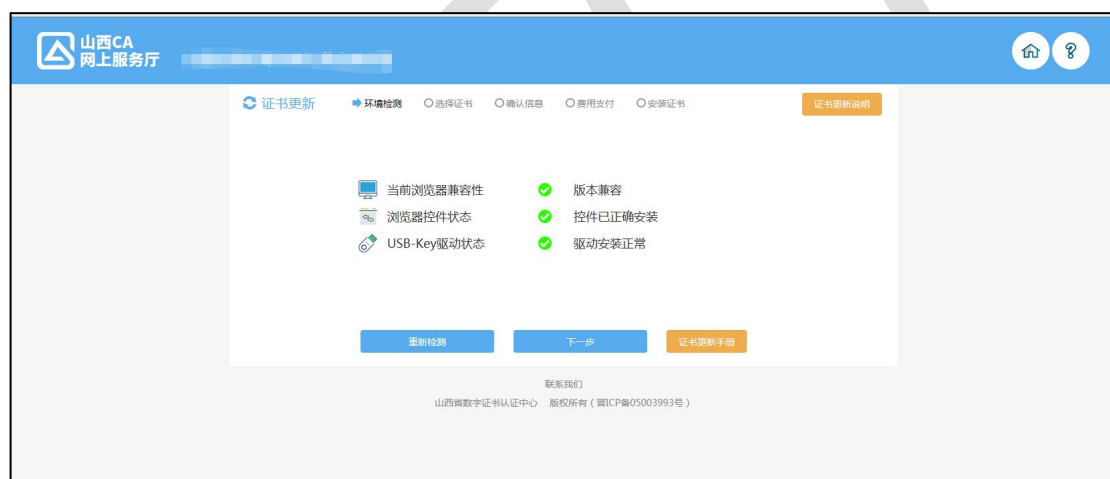 山西CA
网上服务厅
证书更新 环境检测 选择证书 确认信息 费用支付 安装证书 证书更新说明
当前浏览器兼容性 版本兼容
浏览器控件状态 控件已正确安装
USB-Key驱动状态 驱动安装正常
重新检测 下一步 证书更新手册
联系我们
山西省数字证书认证中心 版权所有(晋ICP备05003993号)